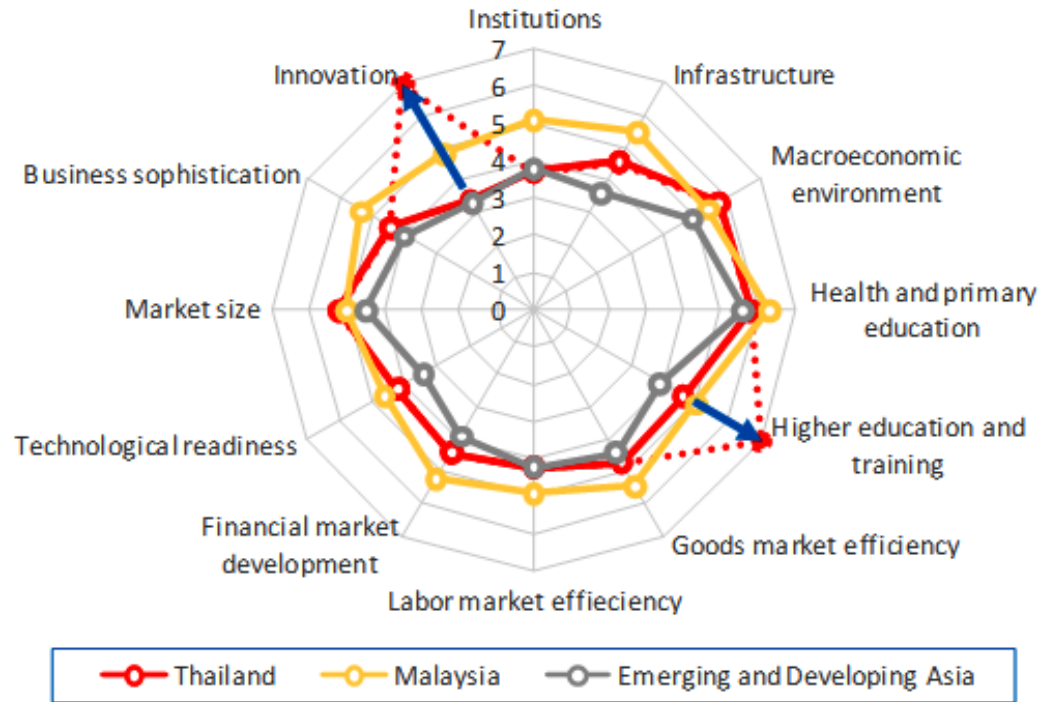 Institutions
Innovation
Infrastructure
Business sophistication
Macroeconomic
environment
Market size
Health and primary
education
Technological readiness
Higher education and
training
Financial market
development
Goods market efficiency
Labor market effieciency
7
6
5
4
3
2
1
0
Thailand
Malaysia
Emerging and Developing Asia